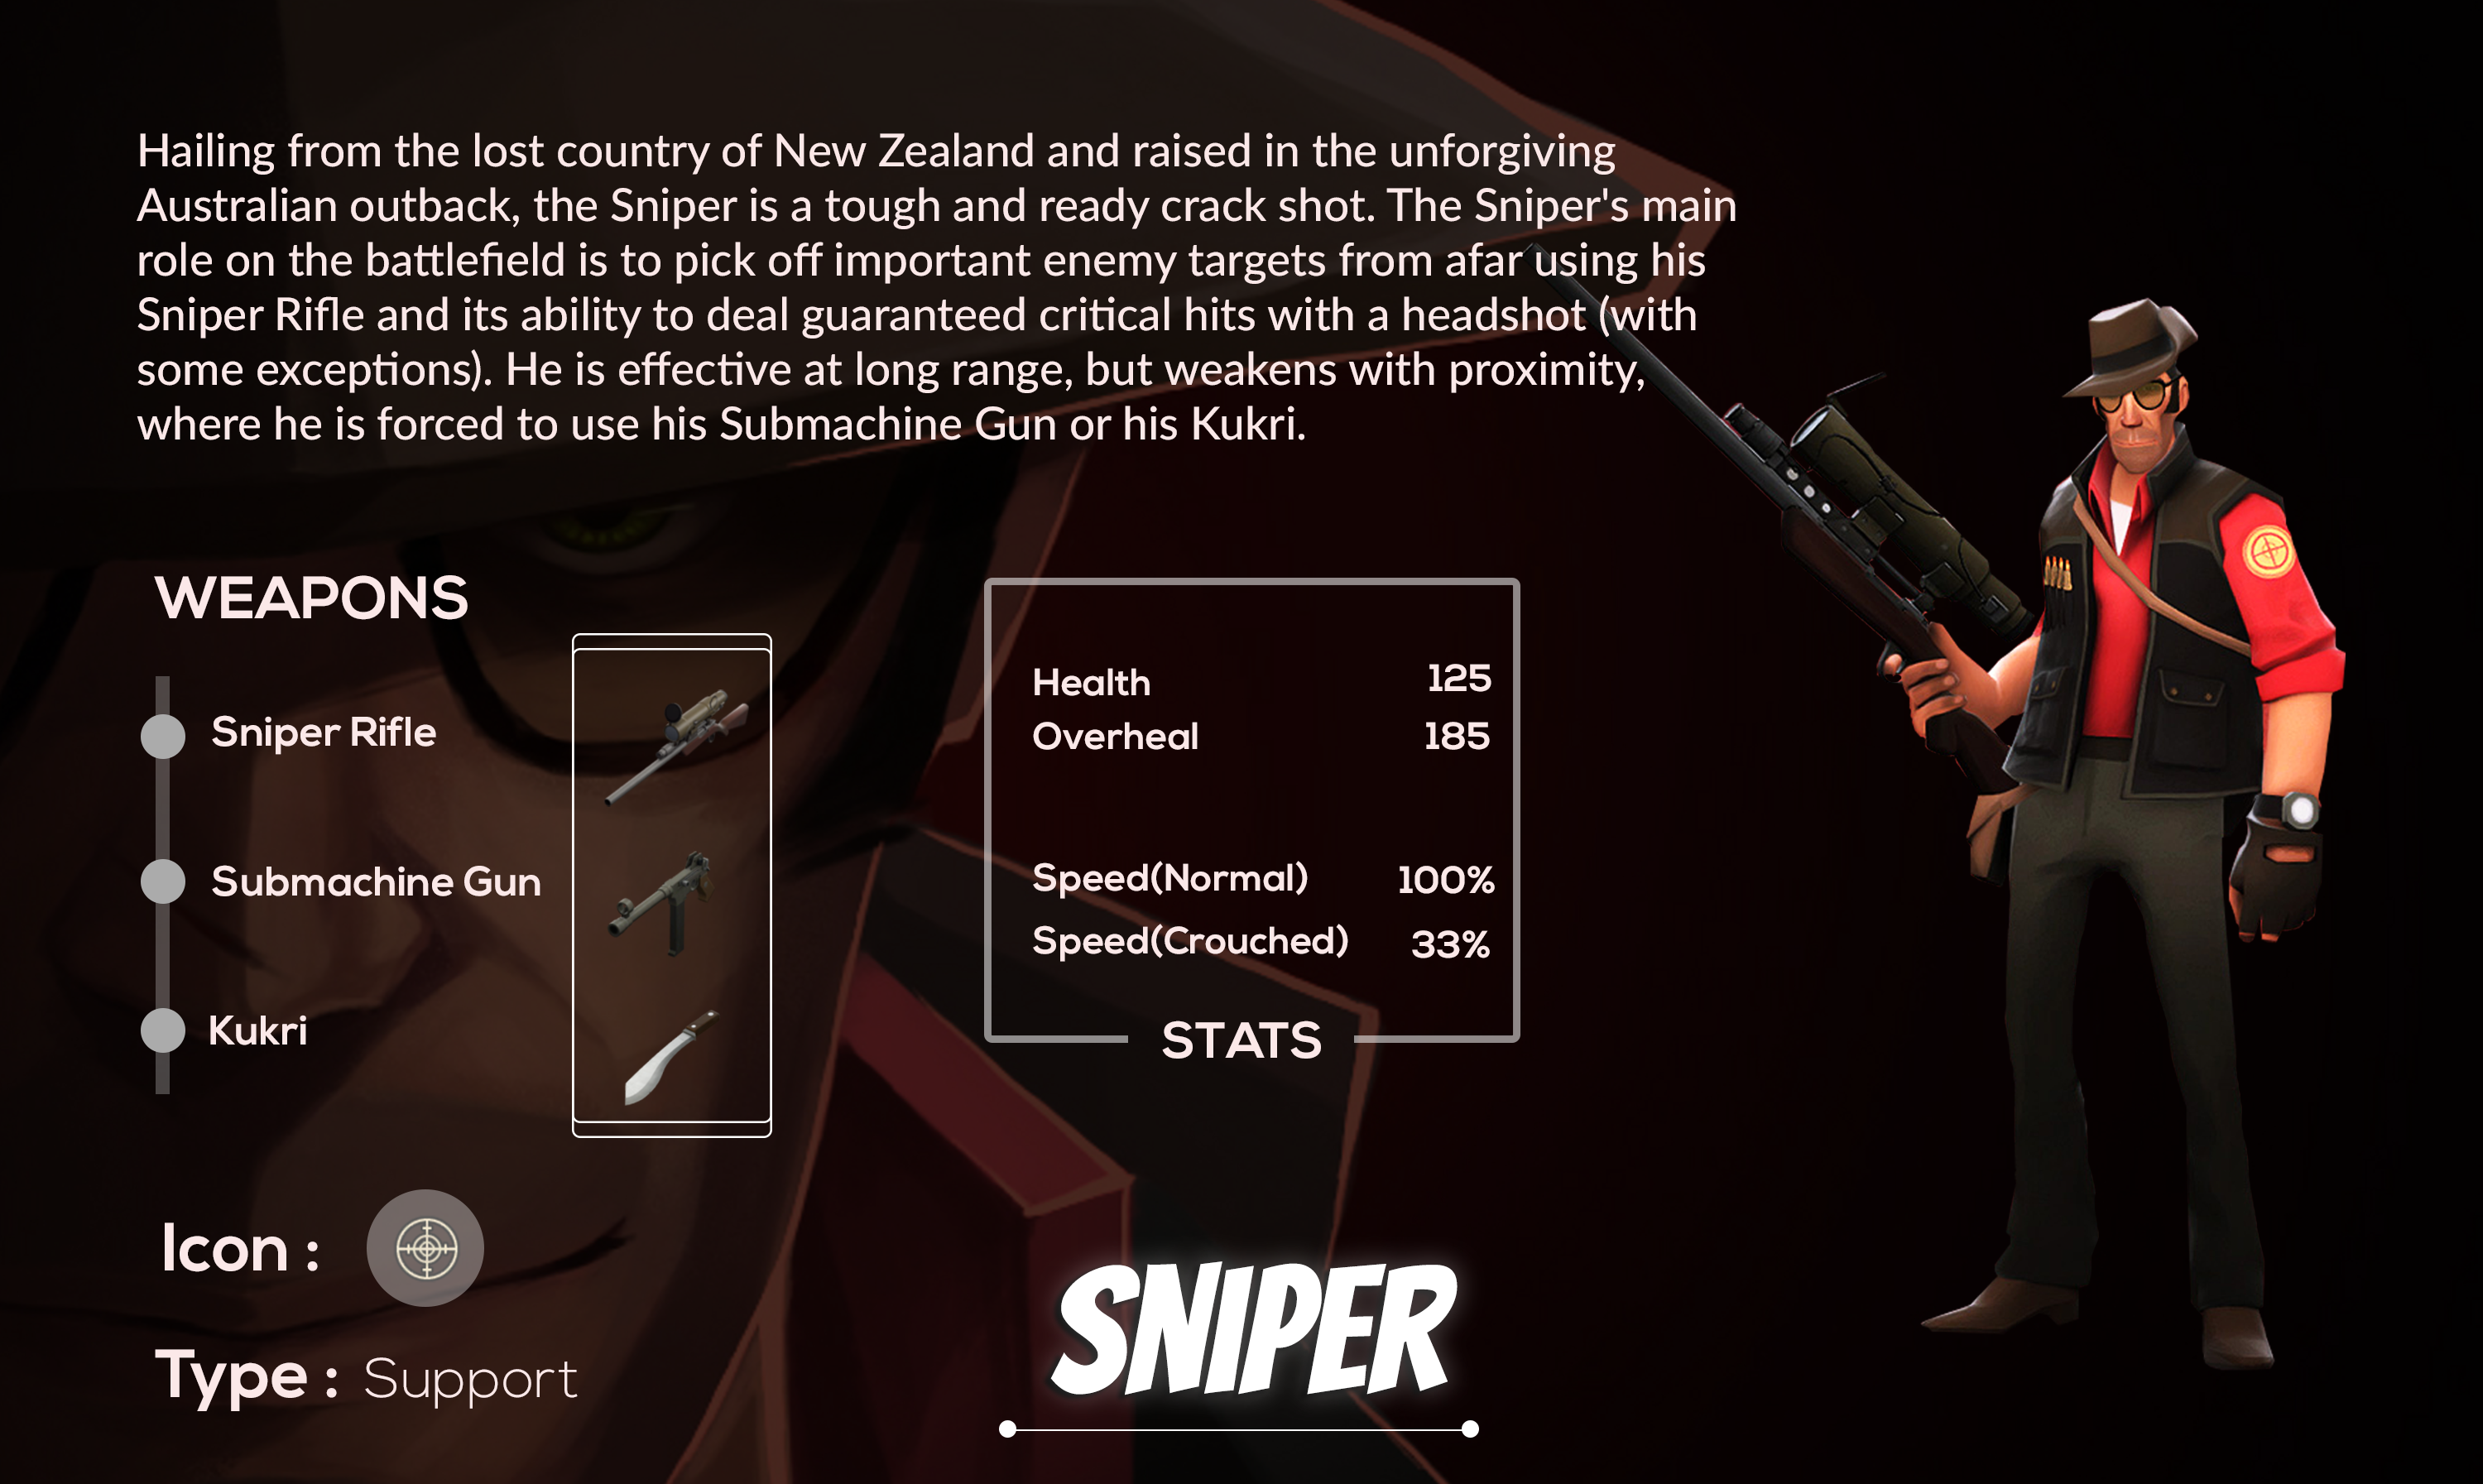 Hailing from the lost country of New Zealand and raised in the unforgiving
Australian outback, the Sniper is a tough and ready crack shot. The Sniper's main
role on the battlefield is to pick off important enemy targets from afar using his
Sniper Rifle and its ability to deal guaranteed critical hits with a headshot (with
some exceptions). He is effective at long range, but weakens with proximity,
where he is forced to use his Submachine Gun or his Kukri.
WEAPONS
Sniper Rifle
Submachine Gun
Kukri
Health 125
Overheal 185
Speed(Normal) 100%
Speed(Crouched) 33%
STATS
Icon :
Type : Support
SNIPER